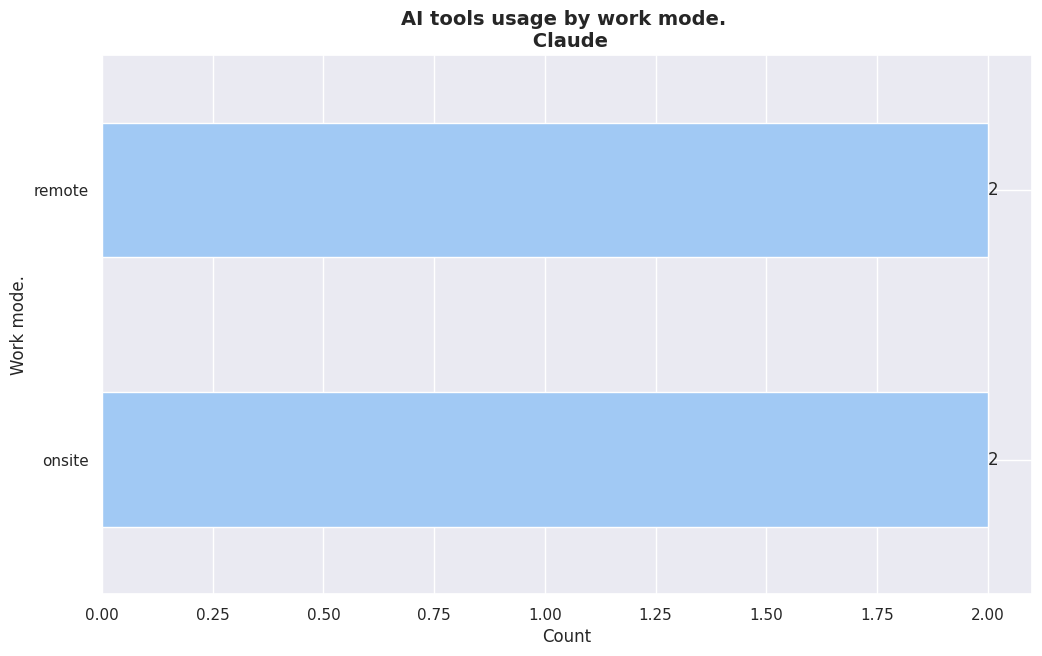 AI tools usage by work mode.
Claude
remote
2
Work mode.
onsite
2
0.00 0.25 0.50 0.75 1.00 1.25 1.50 1.75 2.00
Count